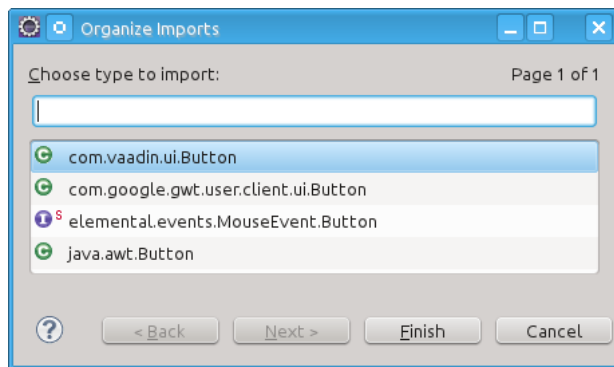 Organize Imports
Choose type to import: Page 1 of 1
com.vaadin.ui.Button
com.google.gwt.user.client.ui.Button
S elemental.events.MouseEvent.Button
java.awt.Button
? < Back Next > Finish Cancel